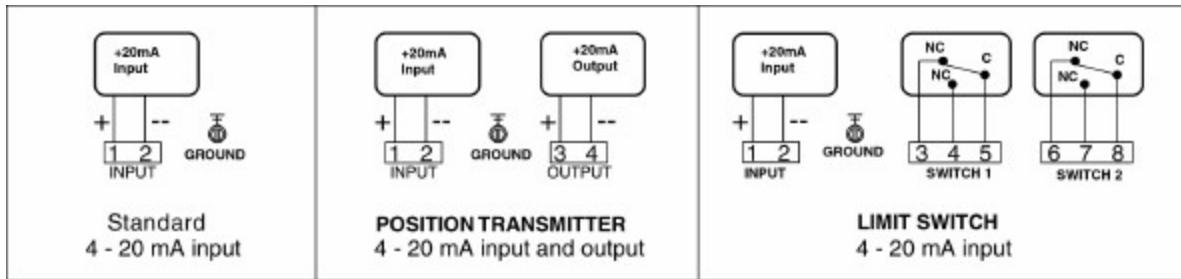 +20mA
Input
+ --
1 2
INPUT
GROUND
Standard
4 - 20 mA input
+20mA
Input
+ --
1 2
INPUT
GROUND
+20mA
Output
+ --
3 4
OUTPUT
POSITION TRANSMITTER
4 - 20 mA input and output
+20mA
Input
+ --
1 2
INPUT
GROUND
NC
C
NC
3 4 5
SWITCH 1
NC
C
NC
6 7 8
SWITCH 2
LIMIT SWITCH
4 - 20 mA input